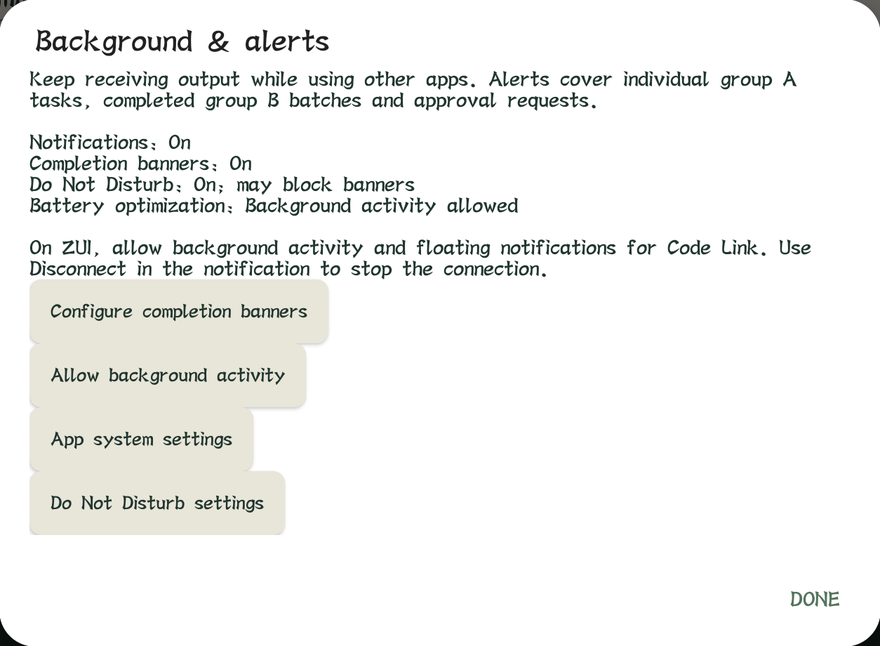 Background & alerts
Keep receiving output while using other apps. Alerts cover individual group A
tasks, completed group B batches and approval requests.
Notifications: On
Completion banners: On
Do Not Disturb: On; may block banners
Battery optimization: Background activity allowed
On ZUI, allow background activity and floating notifications for Code Link. Use
Disconnect in the notification to stop the connection.
Configure completion banners
Allow background activity
App system settings
Do Not Disturb settings
DONE